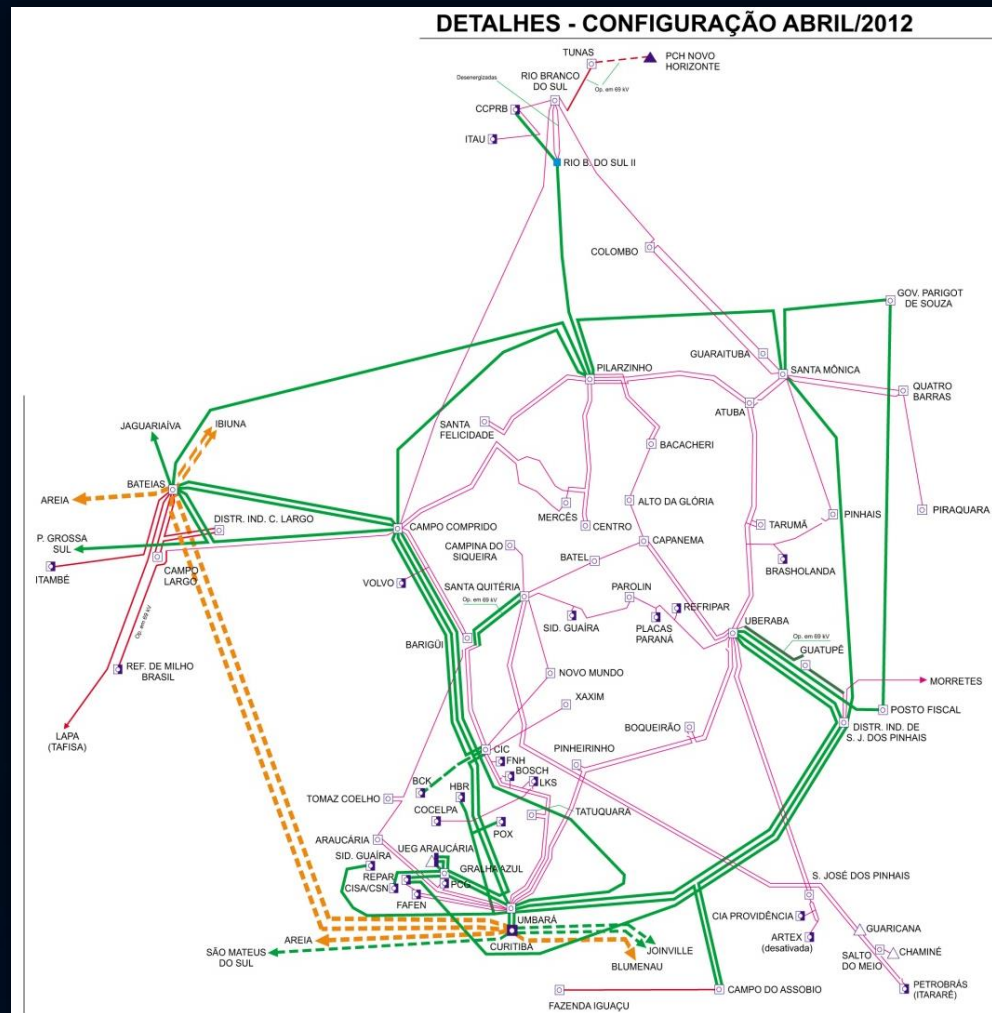 DETALHES - CONFIGURAÇÃO ABRIL/2012
TUNAS
PCH NOVO
HORIZONTE
RIO BRANCO
DO SUL
Desenergizadas
Op. em 69 kV
CCPRB
ITAU
RIO B. DO SUL II
COLOMBO
GOV. PARIGOT
DE SOUZA
GUARAITUBA
PILARZINHO
SANTA MÔNICA
QUATRO
BARRAS
ATUBA
JAGUARIAÍVA
IBIUNA
SANTA
FELICIDADE
BACACHERI
BATEIAS
AREIA
DISTR. IND. C. LARGO
MERCÊS
CENTRO
ALTO DA GLÓRIA
TARUMÃ
PINHAIS
PIRAQUARA
P. GROSSA
SUL
CAMPO COMPRIDO
CAMPINA DO
SIQUEIRA
CAPANEMA
ITAMBÉ
CAMPO
LARGO
BATEL
BRASHOLANDA
VOLVO
SANTA QUITÉRIA
PAROLIN
REFRIPAR
Op. em 69 kV
Op. em 69 kV
SID. GUAÍRA
PLACAS
PARANÁ
UBERABA
Op. em 69 kV
BARIGÜI
GUATUPÊ
REF. DE MILHO
BRASIL
NOVO MUNDO
MORRETES
XAXIM
POSTO FISCAL
LAPA
(TAFISA)
BOQUEIRÃO
DISTR. IND. DE
S. J. DOS PINHAIS
CIC
PINHEIRINHO
FNH
BOSCH
LKS
BCK
HBR
TOMAZ COELHO
COCELPA
TATUQUARA
POX
ARAUCÁRIA
UEG ARAUCÁRIA
SID. GUAÍRA
GRALHA AZUL
REPAR
PCG
CISA/CSN
FAFEN
S. JOSÉ DOS PINHAIS
UMBARÁ
CIA PROVIDÊNCIA
GUARICANA
CURITIBA
AREIA
ARTEX
(desativada)
SÃO MATEUS
DO SUL
JOINVILLE
SALTO
DO MEIO
CHAMINÉ
BLUMENAU
PETROBRÁS
(ITARARÉ)
CAMPO DO ASSOBIO
FAZENDA IGUAÇU